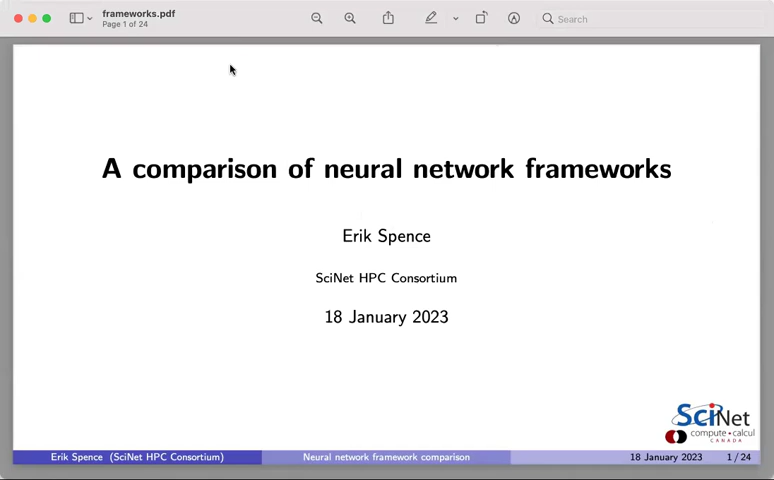 frameworks.pdf
Page 1 of 24
Search
A comparison of neural network frameworks
Erik Spence
SciNet HPC Consortium
18 January 2023
SciNet
compute • calcul
CANADA
Erik Spence (SciNet HPC Consortium)
Neural network framework comparison
18 January 2023
1 / 24